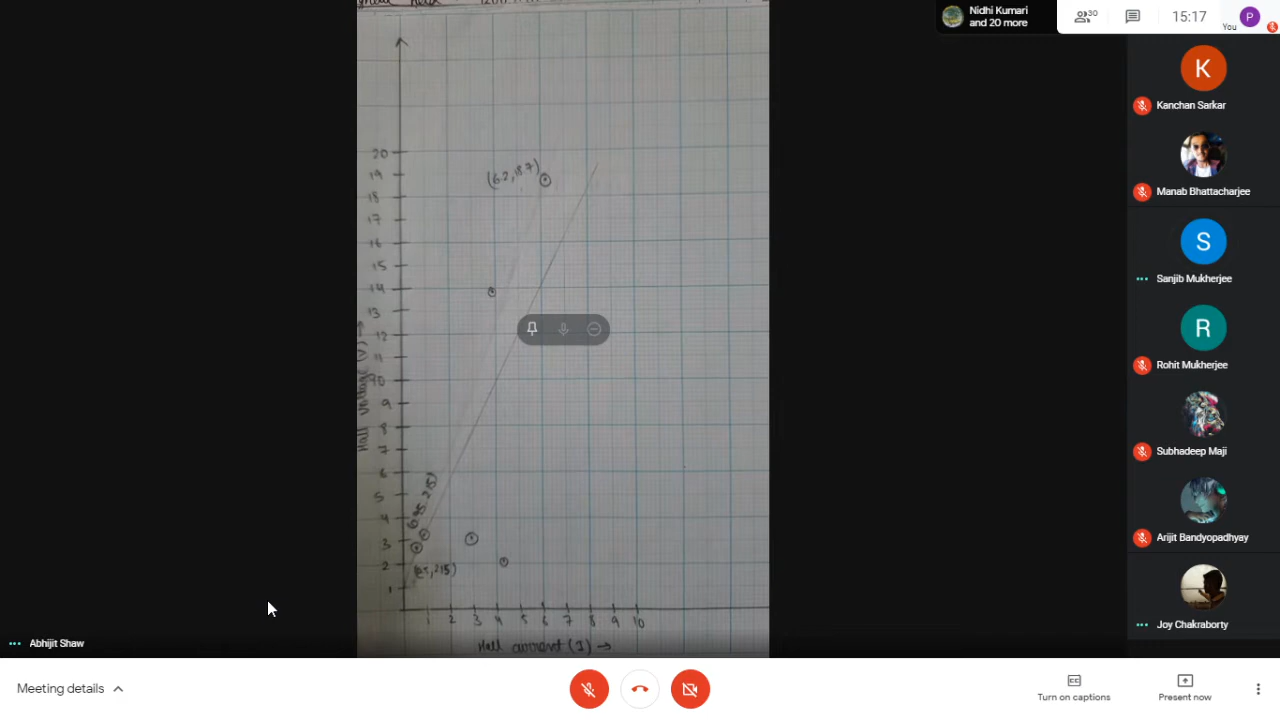 Nidhi Kumari
and 20 more
30
15:17
You
P
K
Kanchan Sarkar
Manab Bhattacharjee
S
Sanjib Mukherjee
R
Rohit Mukherjee
Subhadeep Maji
Arijit Bandyopadhyay
Joy Chakraborty
20
19
18
17
16
15
14
13
12
11
10
9
8
7
6
5
4
3
2
1
(6.2, 18.7)
Hall voltage (V) →
1 2 3 4 5 6 7 8 9 10
Hall current (I) →
Abhijit Shaw
Meeting details
CC
Turn on captions
Present now